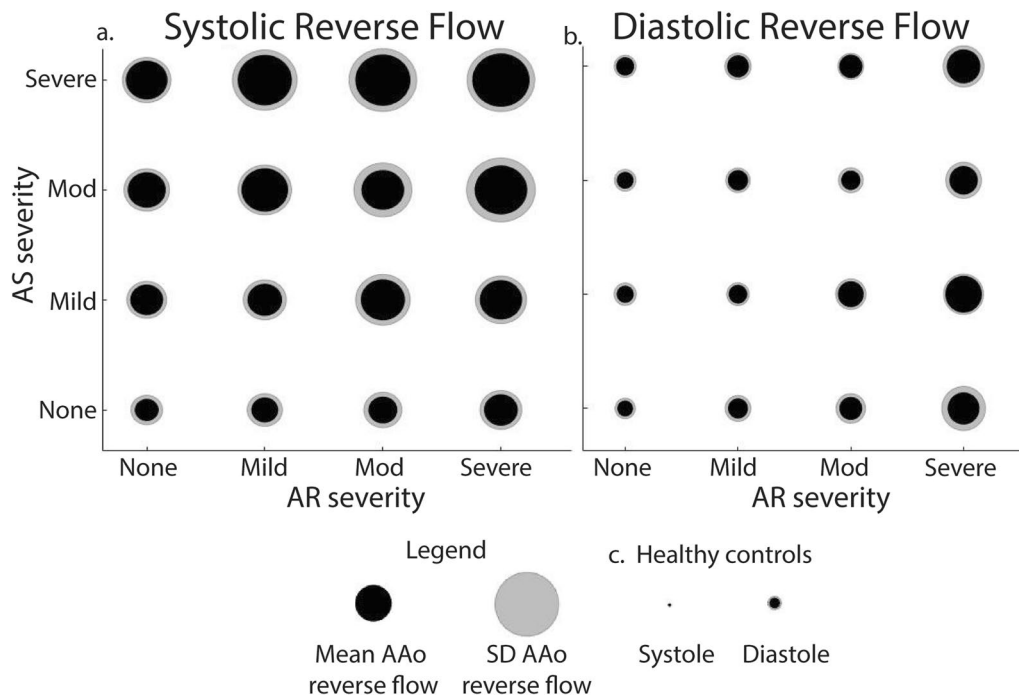 a. Systolic Reverse Flow
b. Diastolic Reverse Flow
AS severity
Severe
Mod
Mild
None
None Mild Mod Severe
AR severity
None Mild Mod Severe
AR severity
Legend
Mean AAo
reverse flow
SD AAo
reverse flow
c. Healthy controls
Systole Diastole